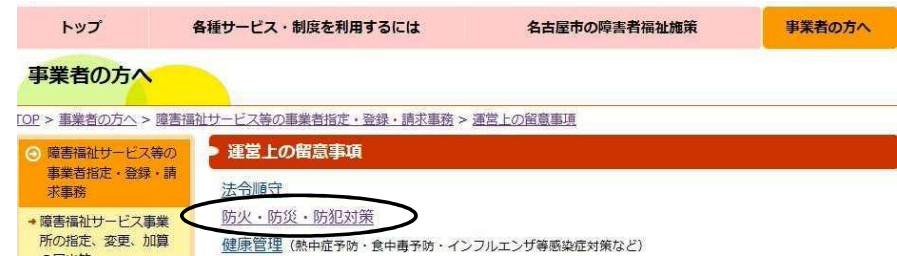 トップ 各種サービス・制度を利用するには 名古屋市の障害者福祉施策 事業者の方へ
事業者の方へ
TOP > 事業者の方へ > 障害福祉サービス等の事業者指定・登録・請求事務 > 運営上の留意事項
障害福祉サービス等の
事業者指定・登録・請
求事務
障害福祉サービス事業
所の指定、変更、加算
運営上の留意事項
法令順守
防火・防災・防犯対策
健康管理（熱中症予防・食中毒予防・インフルエンザ等感染症対策など）